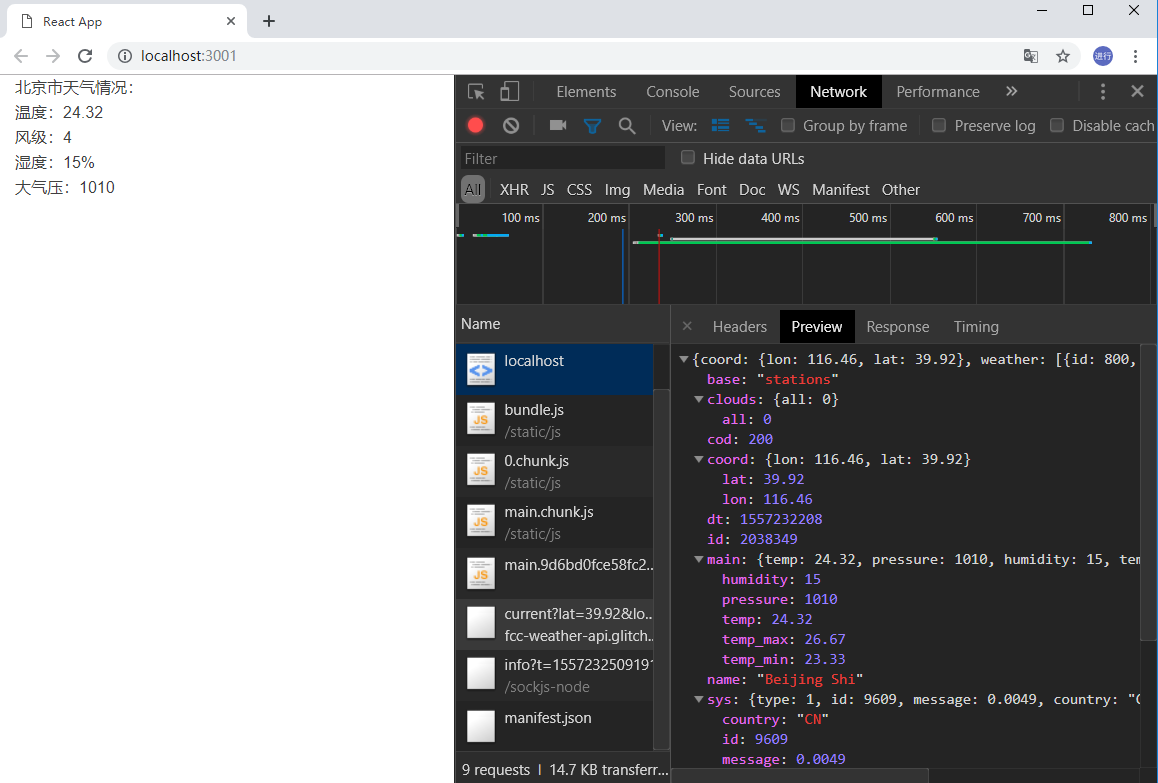 React App
localhost:3001
进行
北京市天气情况：
温度：24.32
风级：4
湿度：15%
大气压：1010
Elements Console Sources Network Performance
View: Group by frame Preserve log Disable cach
Filter Hide data URLs
All XHR JS CSS Img Media Font Doc WS Manifest Other
100 ms 200 ms 300 ms 400 ms 500 ms 600 ms 700 ms 800 ms
Name
localhost
bundle.js
/static/js
0.chunk.js
/static/js
main.chunk.js
/static/js
main.9d6bd0fce58fc2...
current?lat=39.92&lo...
fcc-weather-api.glitch...
info?t=1557232509191
/sockjs-node
manifest.json
9 requests | 14.7 KB transferr...
Headers Preview Response Timing
{coord: {lon: 116.46, lat: 39.92}, weather: [{id: 800,
base: "stations"
clouds: {all: 0}
all: 0
cod: 200
coord: {lon: 116.46, lat: 39.92}
lat: 39.92
lon: 116.46
dt: 1557232208
id: 2038349
main: {temp: 24.32, pressure: 1010, humidity: 15, tem
humidity: 15
pressure: 1010
temp: 24.32
temp_max: 26.67
temp_min: 23.33
name: "Beijing Shi"
sys: {type: 1, id: 9609, message: 0.0049, country: "C
country: "CN"
id: 9609
message: 0.0049